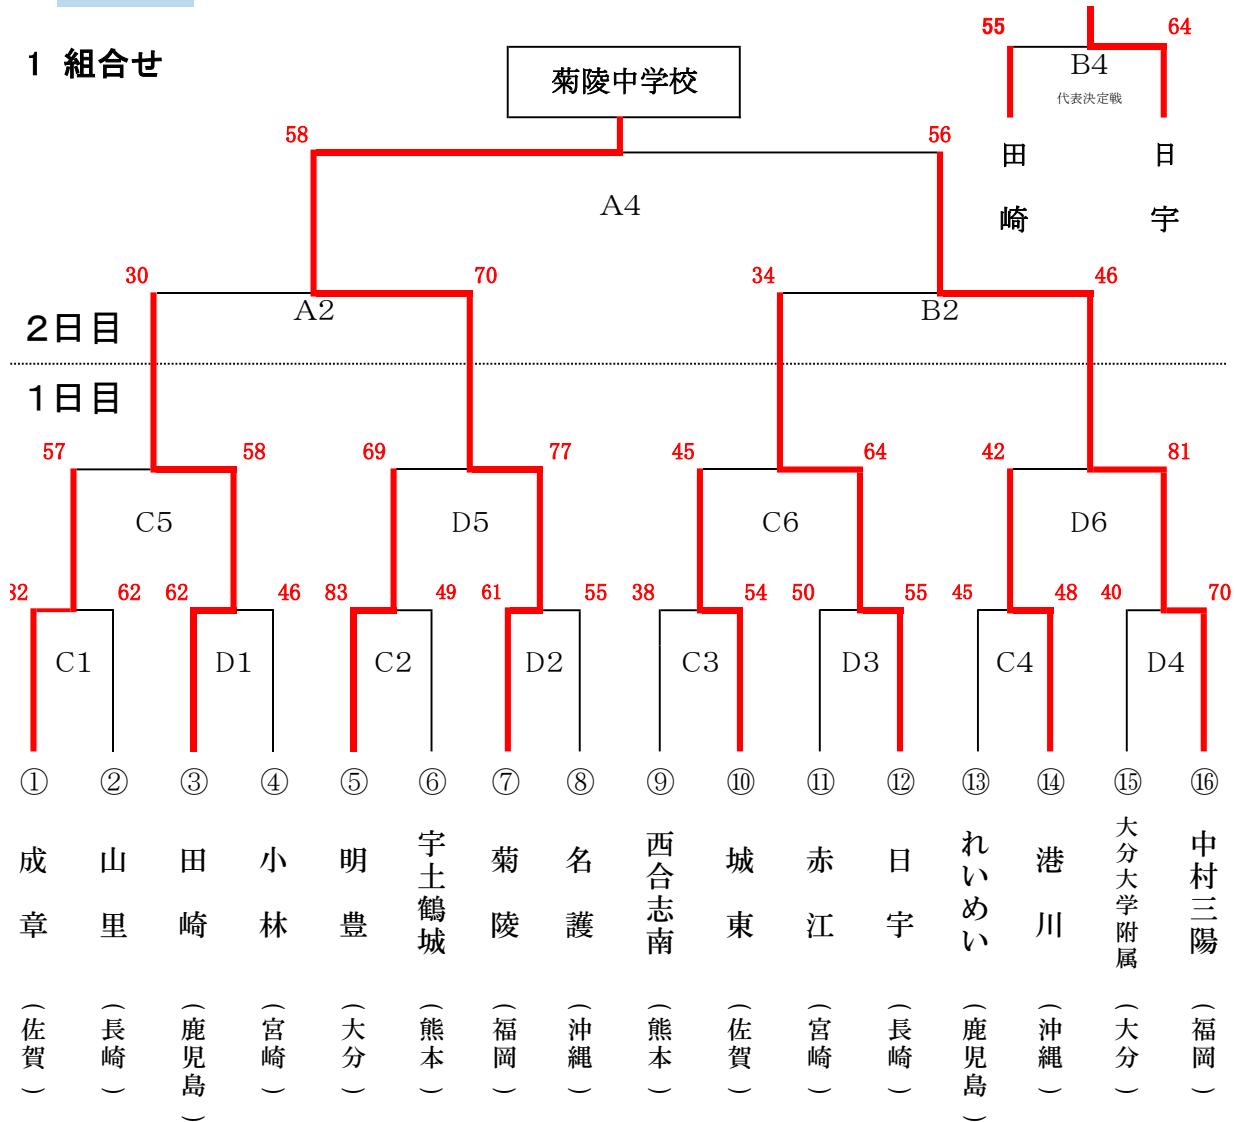 55
64
B4
代表決定戦
田崎
日宇
1 組合せ
菊陵中学校
58
56
A4
30
70
34
46
A2
B2
2日目
1日目
57
58
69
77
45
64
42
81
C5
D5
C6
D6
62
62
46
83
49
61
55
38
54
50
55
45
48
40
70
C1
D1
C2
D2
C3
D3
C4
D4
①
②
③
④
⑤
⑥
⑦
⑧
⑨
⑩
⑪
⑫
⑬
⑭
⑮
⑯
成章
山里
田崎
小林
明豊
宇土鶴城
菊陵
名護
西合志南
城東
赤江
日宇
れいめい
港川
大分大学附属
中村三陽
(佐賀)
(長崎)
(鹿児島)
(宮崎)
(大分)
(熊本)
(福岡)
(沖縄)
(熊本)
(佐賀)
(宮崎)
(長崎)
(鹿児島)
(沖縄)
(大分)
(福岡)